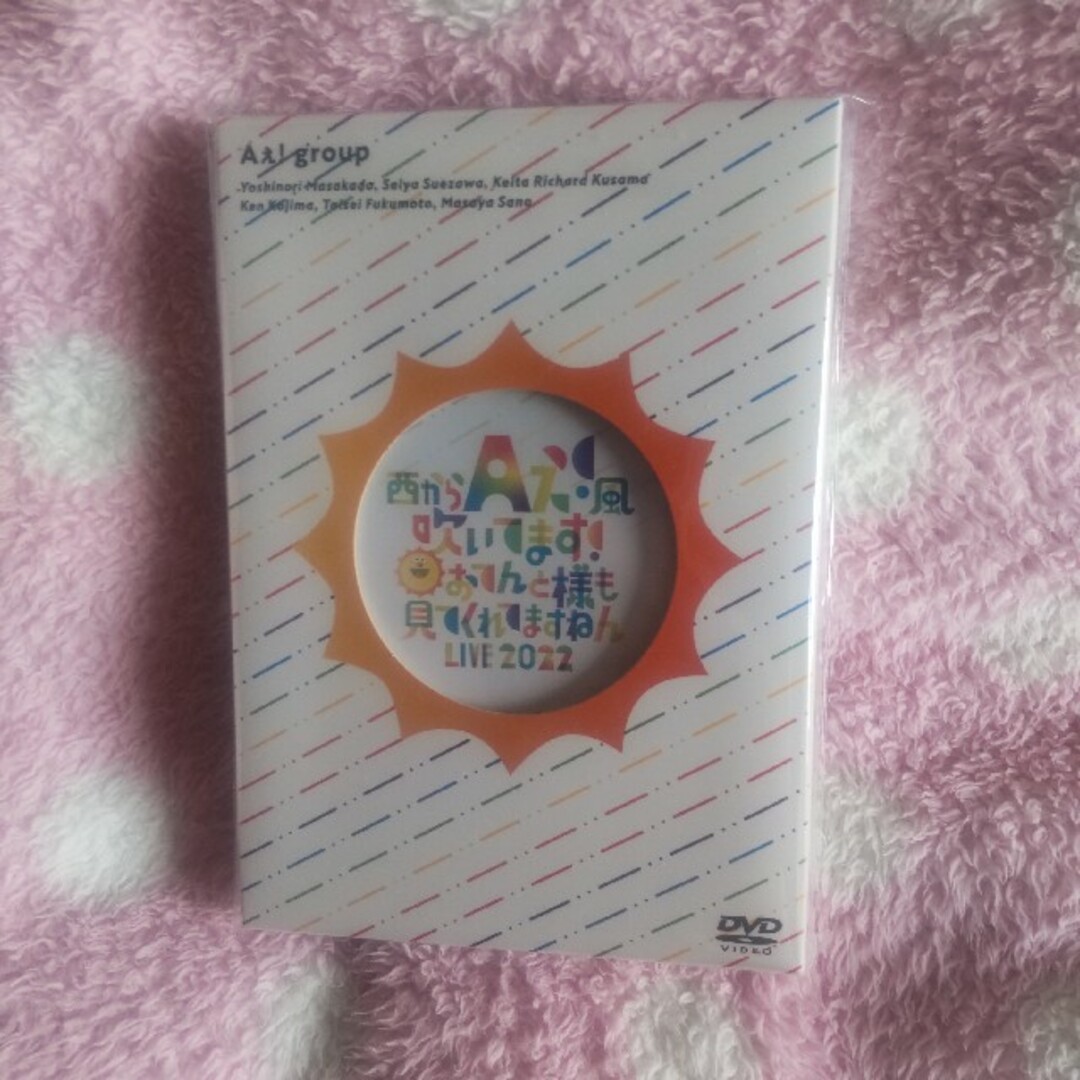 Aぇ! group
Yoshinori Masakado, Seiya Suezawa, Keita Richard Kusama
Ken Kojima, Taisei Fukumoto, Masaya Sano
西からAぇ風
吹いてます!
おてんと様も
見てくれてますねん
LIVE 2022
DVD
VIDEO